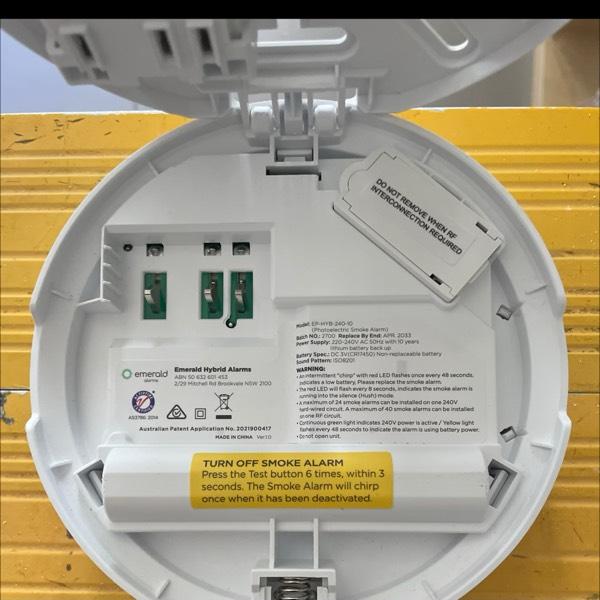 DO NOT REMOVE WHEN RF
INTERCONNECTION REQUIRED
Model: EP-HYB-240-10
(Photoelectric Smoke Alarm)
Batch NO.: 2700 Replace By End: APR. 2033
Power Supply: 220-240V AC 50Hz with 10 years
lithium battery back up.
Battery Spec.: DC 3V(CR17450) Non-replaceable battery
Sound Pattern: ISO8201
WARNING:
• An intermittent "chirp" with red LED flashes once every 48 seconds,
indicates a low battery, Please replace the smoke alarm.
• The red LED will flash every 8 seconds, indicates the smoke alarm is
running into the silence (Hush) mode.
• A maximum of 24 smoke alarms can be installed on one 240V
hard-wired circuit. A maximum of 40 smoke alarms can be installed
on one RF circuit.
• Continuous green light indicates 240V power is active / Yellow light
flashes every 48 seconds to indicate the alarm is using battery power.
• Do not open unit.
emerald
alarms
Emerald Hybrid Alarms
ABN 50 632 601 453
2/29 Mitchell Rd Brookvale NSW 2100
AS3786: 2014
Australian Patent Application No. 2021900417
MADE IN CHINA Ver:1.0
TURN OFF SMOKE ALARM
Press the Test button 6 times, within 3
seconds. The Smoke Alarm will chirp
once when it has been deactivated.